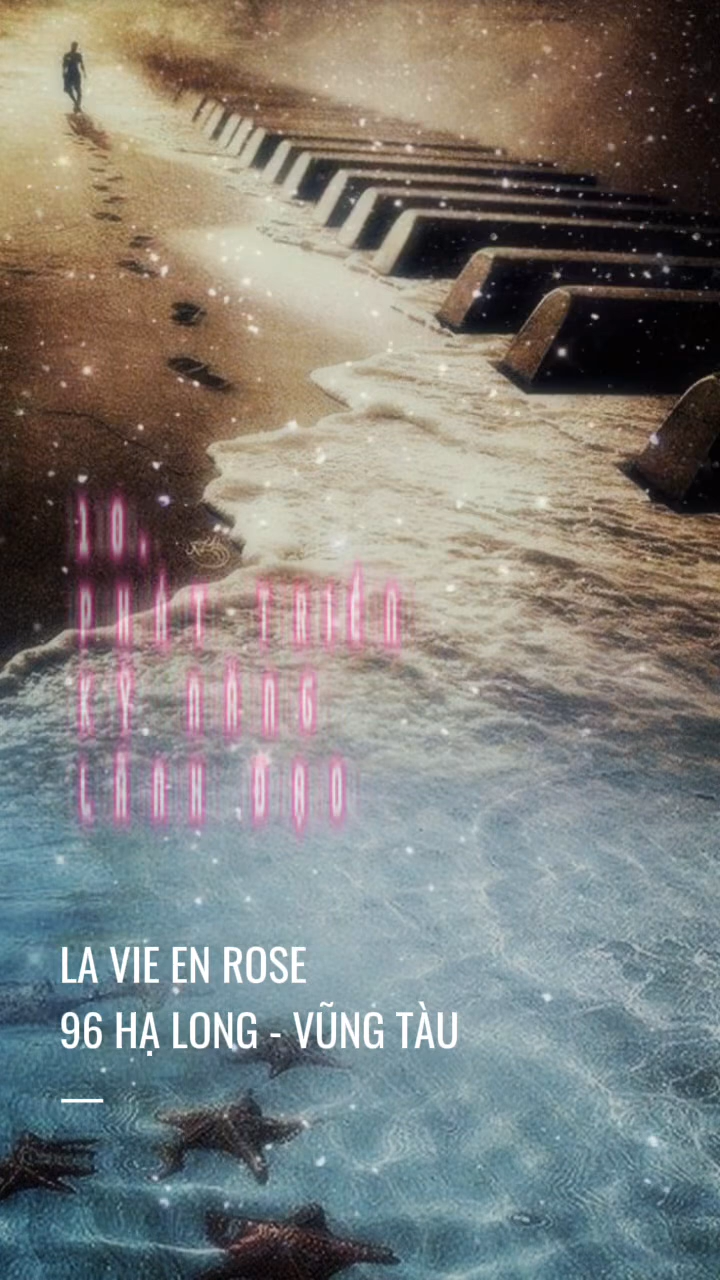 10.
PHÁT TRIỂN
KỸ NĂNG
LÃNH ĐẠO
LA VIE EN ROSE
96 HẠ LONG - VŨNG TÀU